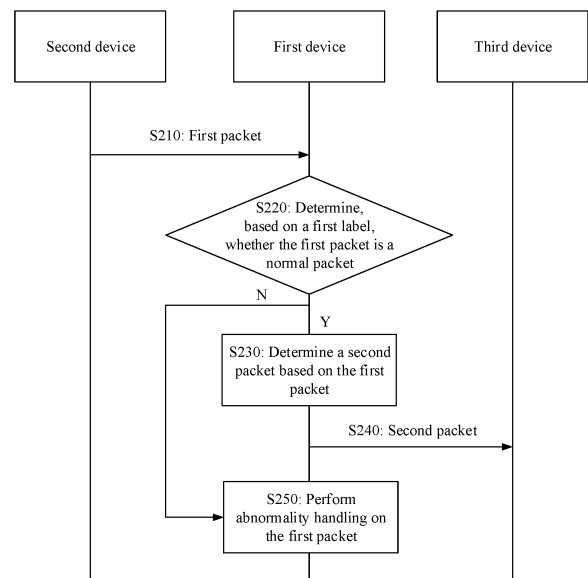 Second device
First device
Third device
S210: First packet
S220: Determine,
based on a first label,
whether the first packet is a
normal packet
N
Y
S230: Determine a second
packet based on the first
packet
S240: Second packet
S250: Perform
abnormality handling on
the first packet